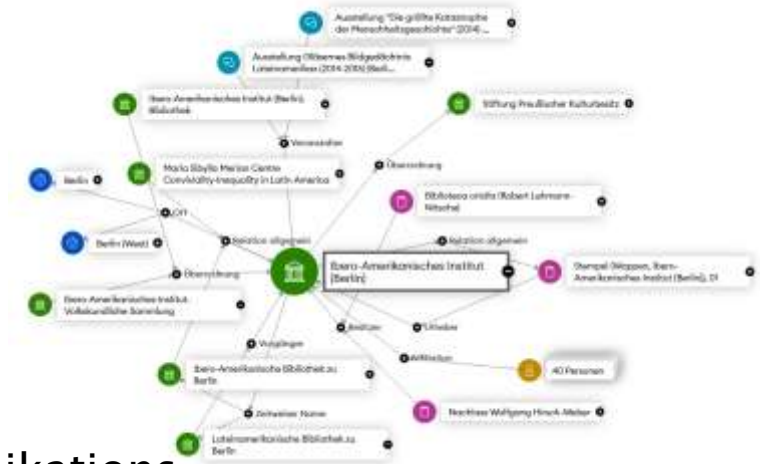 Ausstellung "Die größte Katastrophe
der Menschheitsgeschichte" (2014) ...
Ausstellung Gläsernes Bildgedächtnis
Lateinamerikas (2014-2015) (Berli...
Ibero-Amerikanisches Institut (Berlin).
Bibliothek
Stiftung Preußischer Kulturbesitz
Veranstalter
Überordnung
Maria Sibylla Merian Centre
Conviviality-Inequality in Latin America
Berlin
Biblioteca criolla (Robert Lehmann-
Nitsche)
Ort
Berlin (West)
Relation allgemein
Relation allgemein
Ibero-Amerikanisches Institut
(Berlin)
Stempel (Wappen, Ibero-
Amerikanisches Institut (Berlin)), 01
Überordnung
Ibero-Amerikanisches Institut.
Volkskundliche Sammlung
Besitzer
Urheber
Vorgänger
Affiliation
40 Personen
Ibero-Amerikanische Bibliothek zu
Berlin
Zeitweiser Name
Nachlass Wolfgang Hirsch-Weber
Lateinamerikanische Bibliothek zu
Berlin